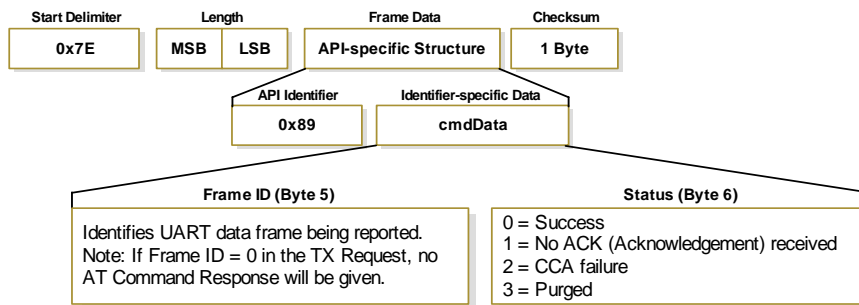 Start Delimiter
Length
Frame Data
Checksum
0x7E
MSB
LSB
API-specific Structure
1 Byte
API Identifier
Identifier-specific Data
0x89
cmdData
Frame ID (Byte 5)
Status (Byte 6)
Identifies UART data frame being reported.
Note: If Frame ID = 0 in the TX Request, no
AT Command Response will be given.
0 = Success
1 = No ACK (Acknowledgement) received
2 = CCA failure
3 = Purged